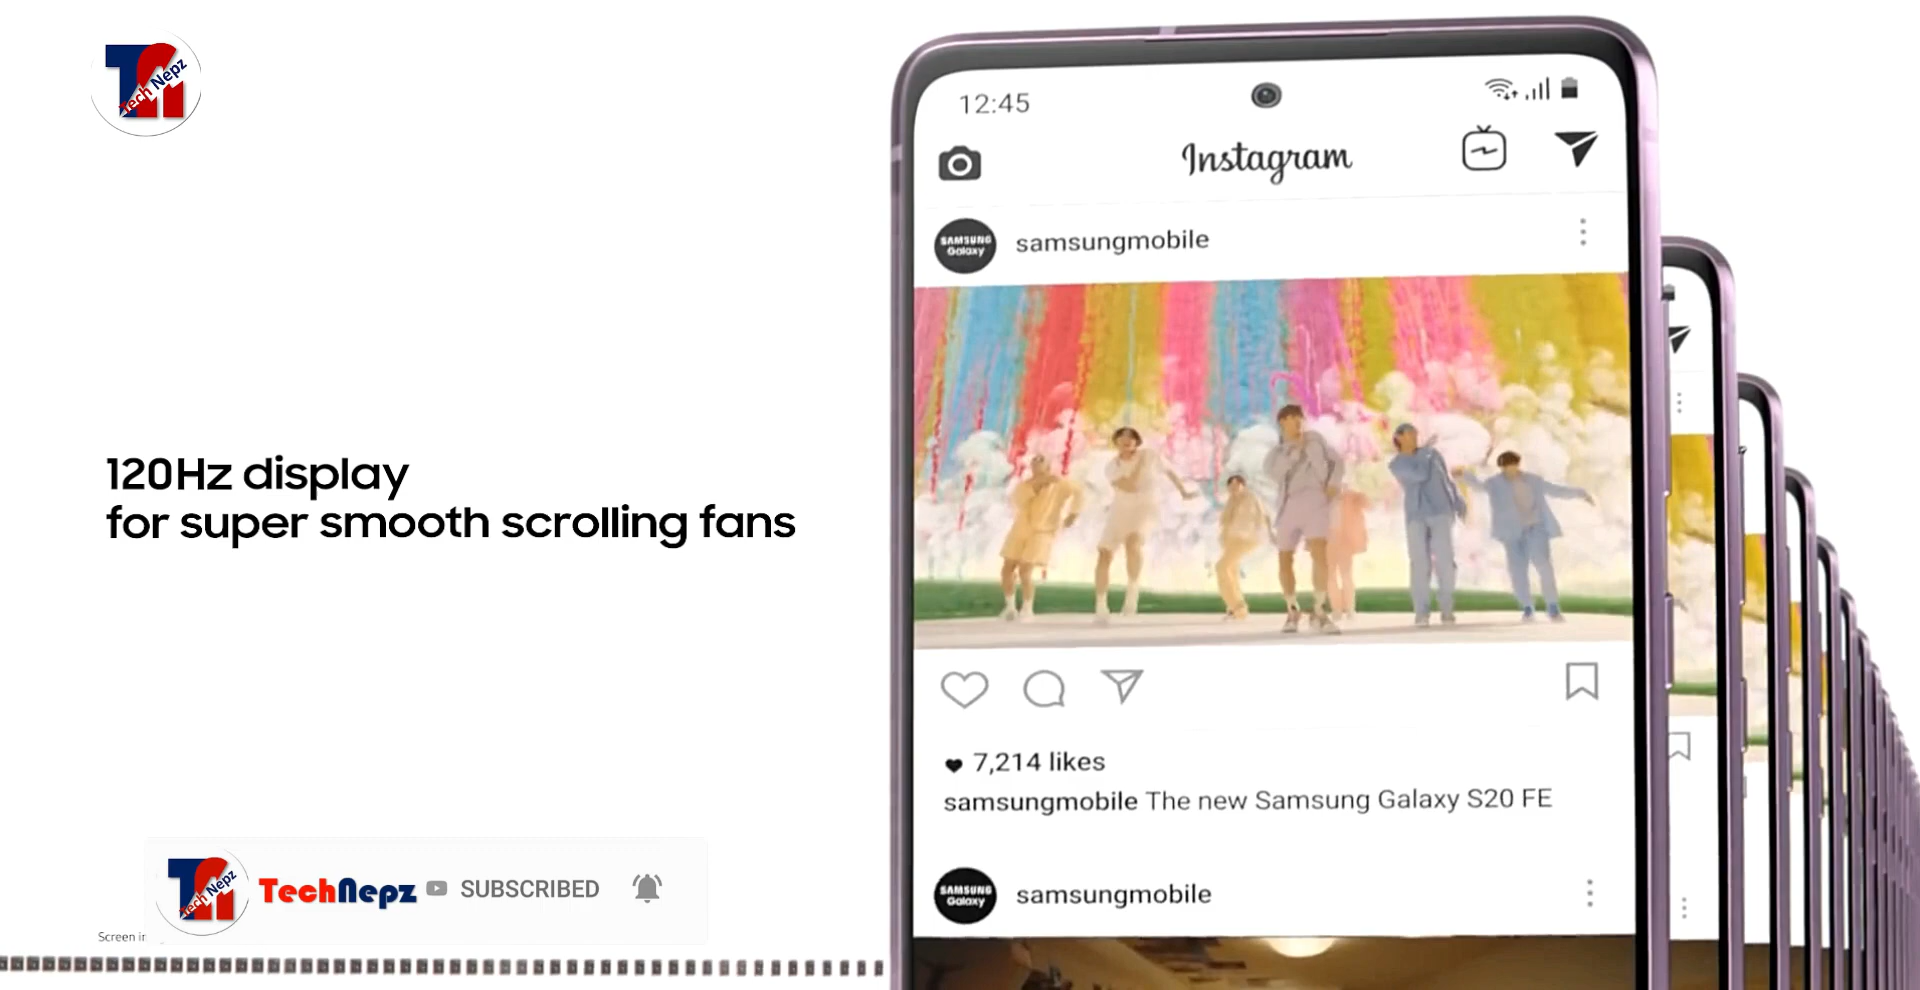 Tech Nepz
12:45
Instagram
SAMSUNG
Galaxy
samsungmobile
120Hz display
for super smooth scrolling fans
7,214 likes
samsungmobile The new Samsung Galaxy S20 FE
SAMSUNG
Galaxy
samsungmobile
Tech Nepz
TechNepz SUBSCRIBED
Screen